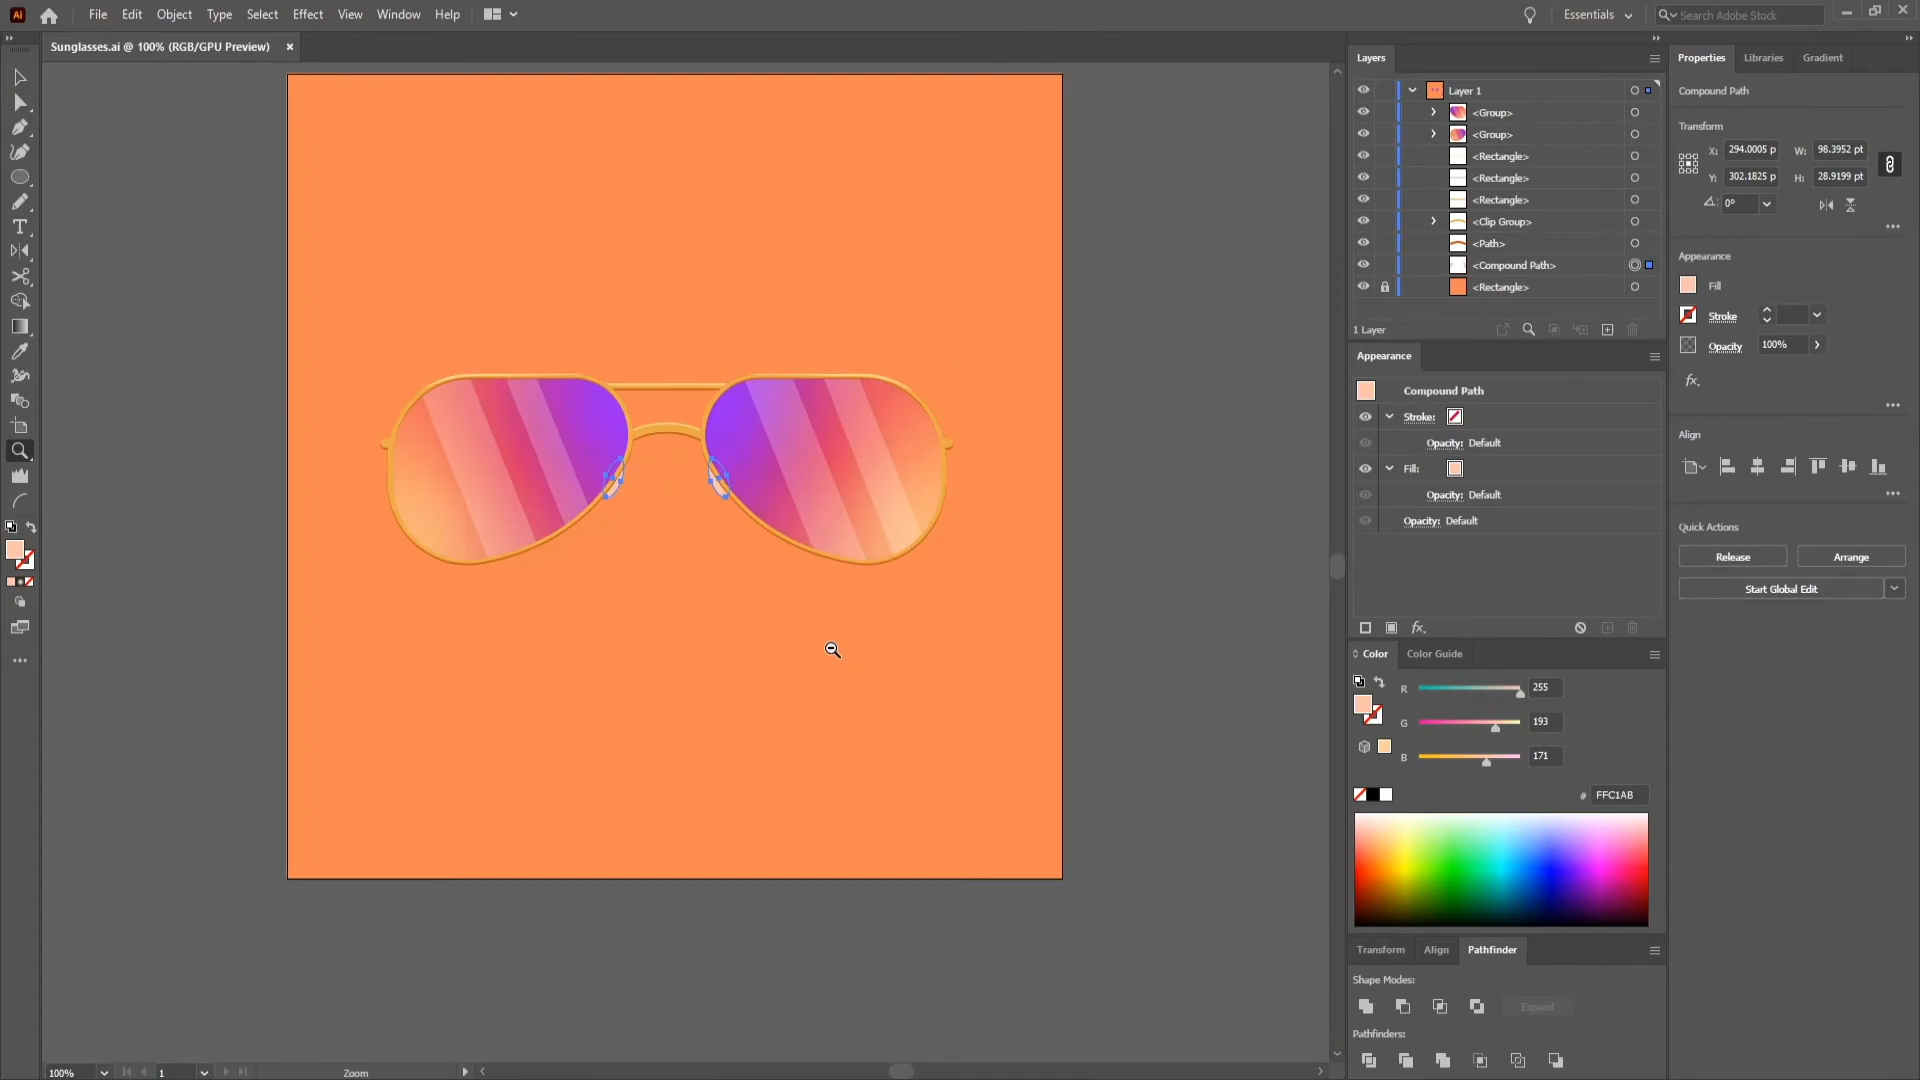 Ai File Edit Object Type Select Effect View Window Help Essentials Search Adobe Stock
Sunglasses.ai @ 100% (RGB/GPU Preview) ×
Layers
Layer 1
<Group>
<Group>
<Rectangle>
<Rectangle>
<Rectangle>
<Clip Group>
<Path>
<Compound Path>
<Rectangle>
1 Layer
Appearance
Compound Path
Stroke:
Opacity: Default
Fill:
Opacity: Default
Opacity: Default
fx.
Color Color Guide
R 255
G 193
B 171
# FFC1AB
Transform Align Pathfinder
Shape Modes:
Expand
Pathfinders:
Properties Libraries Gradient
Compound Path
Transform
X: 294.0005 p W: 98.3952 pt
Y: 302.1825 p H: 28.9199 pt
0°
Appearance
Fill
Stroke
Opacity 100%
fx.
Align
Quick Actions
Release Arrange
Start Global Edit
100% 1 Zoom